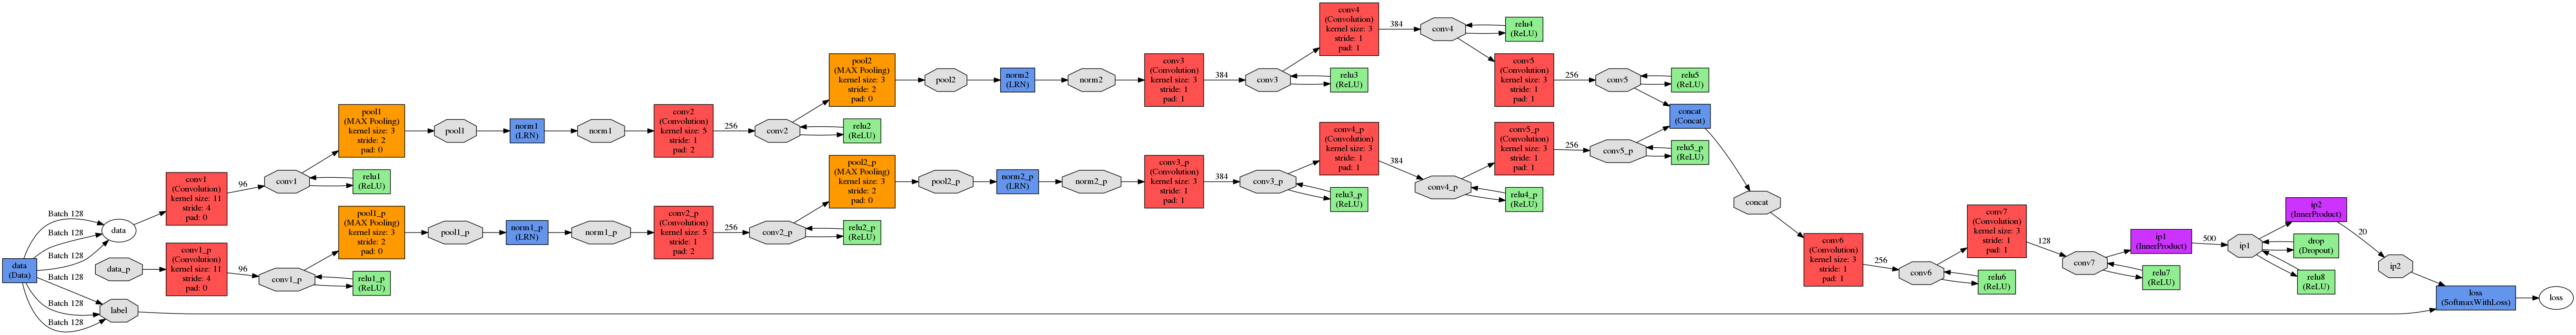 data
(Data)
Batch 128
Batch 128
Batch 128
Batch 128
Batch 128
Batch 128
data
data_p
label
conv1
(Convolution)
kernel size: 11
stride: 4
pad: 0
96
conv1
relu1
(ReLU)
pool1
(MAX Pooling)
kernel size: 3
stride: 2
pad: 0
pool1
norm1
(LRN)
norm1
conv2
(Convolution)
kernel size: 5
stride: 1
pad: 2
256
conv2
relu2
(ReLU)
pool2
(MAX Pooling)
kernel size: 3
stride: 2
pad: 0
pool2
norm2
(LRN)
norm2
conv3
(Convolution)
kernel size: 3
stride: 1
pad: 1
384
conv3
relu3
(ReLU)
conv4
(Convolution)
kernel size: 3
stride: 1
pad: 1
384
conv4
relu4
(ReLU)
conv5
(Convolution)
kernel size: 3
stride: 1
pad: 1
256
conv5
relu5
(ReLU)
conv1_p
(Convolution)
kernel size: 11
stride: 4
pad: 0
96
conv1_p
relu1_p
(ReLU)
pool1_p
(MAX Pooling)
kernel size: 3
stride: 2
pad: 0
pool1_p
norm1_p
(LRN)
norm1_p
conv2_p
(Convolution)
kernel size: 5
stride: 1
pad: 2
256
conv2_p
relu2_p
(ReLU)
pool2_p
(MAX Pooling)
kernel size: 3
stride: 2
pad: 0
pool2_p
norm2_p
(LRN)
norm2_p
conv3_p
(Convolution)
kernel size: 3
stride: 1
pad: 1
384
conv3_p
relu3_p
(ReLU)
conv4_p
(Convolution)
kernel size: 3
stride: 1
pad: 1
384
conv4_p
relu4_p
(ReLU)
conv5_p
(Convolution)
kernel size: 3
stride: 1
pad: 1
256
conv5_p
relu5_p
(ReLU)
concat
(Concat)
concat
conv6
(Convolution)
kernel size: 3
stride: 1
pad: 1
256
conv6
relu6
(ReLU)
conv7
(Convolution)
kernel size: 3
stride: 1
pad: 1
128
conv7
relu7
(ReLU)
ip1
(InnerProduct)
500
ip1
drop
(Dropout)
relu8
(ReLU)
ip2
(InnerProduct)
20
ip2
loss
(SoftmaxWithLoss)
loss